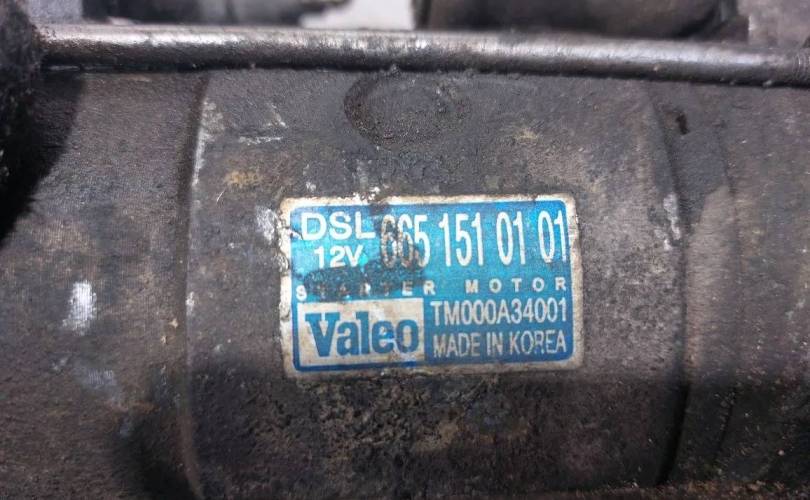 DSL 665 151 01 01
12V
STARTER MOTOR
Valeo TM000A34001
MADE IN KOREA